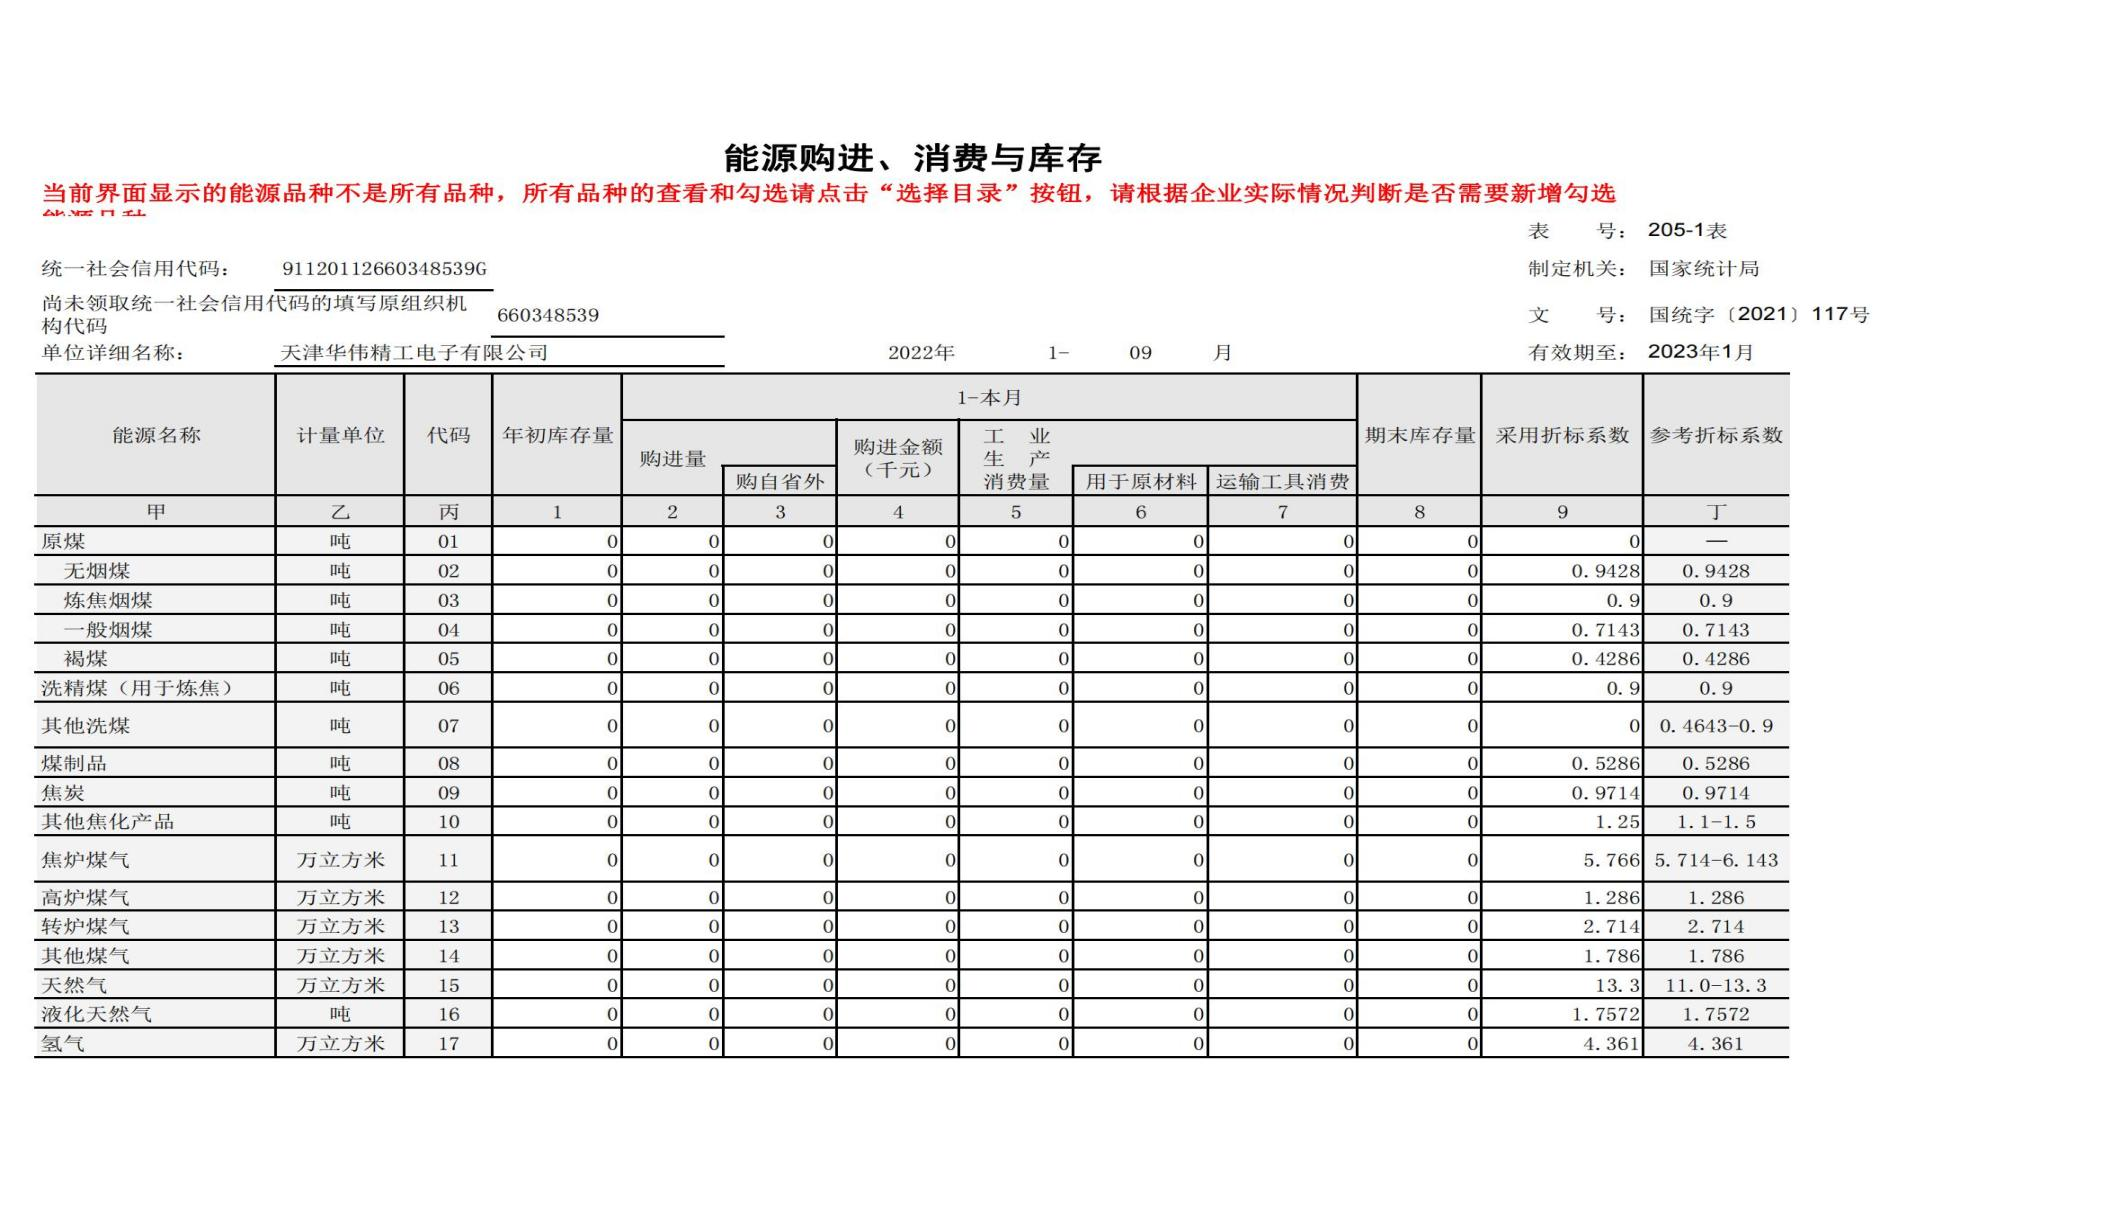 能源购进、消费与库存
当前界面显示的能源品种不是所有品种，所有品种的查看和勾选请点击“选择目录”按钮，请根据企业实际情况判断是否需要新增勾选
能源品种
表 号： 205-1表
统一社会信用代码： 91120112660348539G 制定机关： 国家统计局
尚未领取统一社会信用代码的填写原组织机
构代码 660348539 文 号： 国统字〔2021〕117号
单位详细名称： 天津华伟精工电子有限公司 2022年 1- 09 月 有效期至： 2023年1月
能源名称 计量单位 代码 年初库存量 1-本月 期末库存量 采用折标系数 参考折标系数
购进量 购自省外 购进金额（千元） 工业生产消费量 用于原材料 运输工具消费
甲 乙 丙 1 2 3 4 5 6 7 8 9 丁
原煤 吨 01 0 0 0 0 0 0 0 0 0 —
无烟煤 吨 02 0 0 0 0 0 0 0 0 0.9428 0.9428
炼焦烟煤 吨 03 0 0 0 0 0 0 0 0 0.9 0.9
一般烟煤 吨 04 0 0 0 0 0 0 0 0 0.7143 0.7143
褐煤 吨 05 0 0 0 0 0 0 0 0 0.4286 0.4286
洗精煤（用于炼焦） 吨 06 0 0 0 0 0 0 0 0 0.9 0.9
其他洗煤 吨 07 0 0 0 0 0 0 0 0 0 0.4643-0.9
煤制品 吨 08 0 0 0 0 0 0 0 0 0.5286 0.5286
焦炭 吨 09 0 0 0 0 0 0 0 0 0.9714 0.9714
其他焦化产品 吨 10 0 0 0 0 0 0 0 0 1.25 1.1-1.5
焦炉煤气 万立方米 11 0 0 0 0 0 0 0 0 5.766 5.714-6.143
高炉煤气 万立方米 12 0 0 0 0 0 0 0 0 1.286 1.286
转炉煤气 万立方米 13 0 0 0 0 0 0 0 0 2.714 2.714
其他煤气 万立方米 14 0 0 0 0 0 0 0 0 1.786 1.786
天然气 万立方米 15 0 0 0 0 0 0 0 0 13.3 11.0-13.3
液化天然气 吨 16 0 0 0 0 0 0 0 0 1.7572 1.7572
氢气 万立方米 17 0 0 0 0 0 0 0 0 4.361 4.361